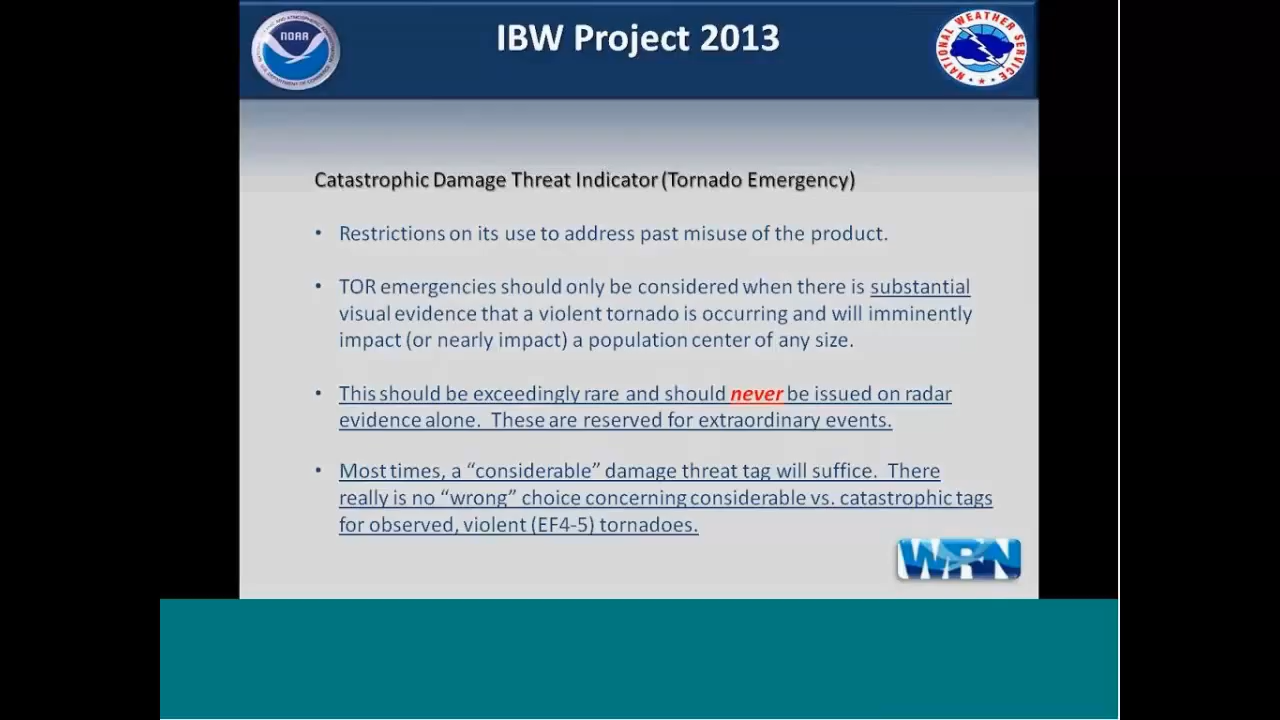 IBW Project 2013
NOAA
NATIONAL WEATHER SERVICE
Catastrophic Damage Threat Indicator (Tornado Emergency)
• Restrictions on its use to address past misuse of the product.
• TOR emergencies should only be considered when there is substantial
visual evidence that a violent tornado is occurring and will imminently
impact (or nearly impact) a population center of any size.
• This should be exceedingly rare and should never be issued on radar
evidence alone.  These are reserved for extraordinary events.
• Most times, a “considerable” damage threat tag will suffice.  There
really is no “wrong” choice concerning considerable vs. catastrophic tags
for observed, violent (EF4-5) tornadoes.
WRN